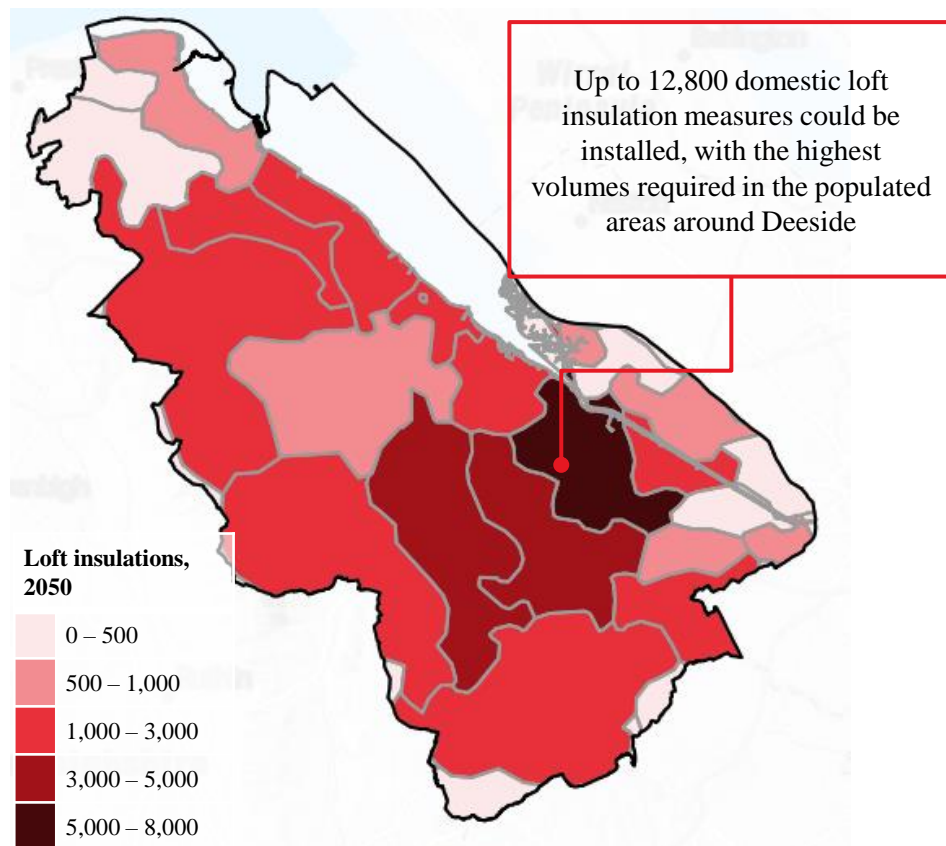 Up to 12,800 domestic loft
insulation measures could be
installed, with the highest
volumes required in the populated
areas around Deeside
Loft insulations,
2050
0 – 500
500 – 1,000
1,000 – 3,000
3,000 – 5,000
5,000 – 8,000